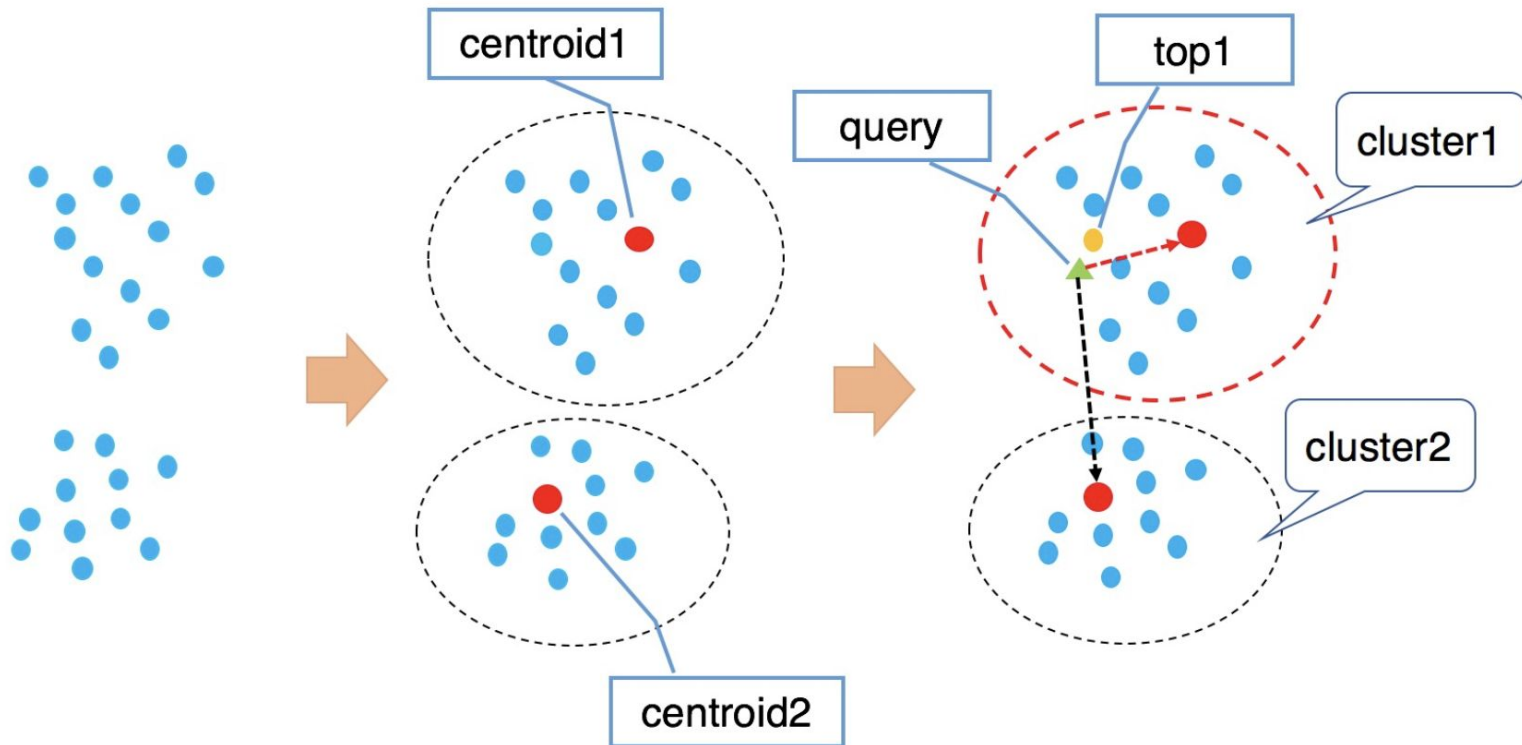 centroid1
top1
query
cluster1
cluster2
centroid2